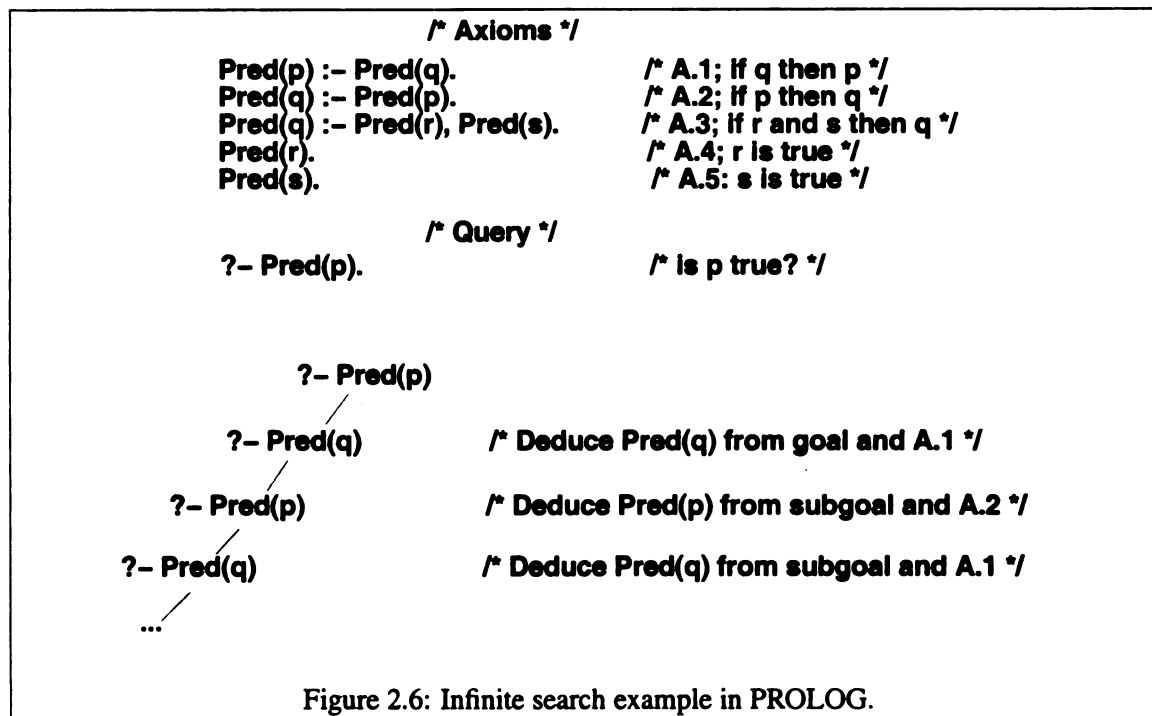 /* Axioms */
Pred(p) :– Pred(q). /* A.1; if q then p */
Pred(q) :– Pred(p). /* A.2; if p then q */
Pred(q) :– Pred(r), Pred(s). /* A.3; if r and s then q */
Pred(r). /* A.4; r is true */
Pred(s). /* A.5: s is true */
/* Query */
?– Pred(p). /* is p true? */
?– Pred(p)
?– Pred(q) /* Deduce Pred(q) from goal and A.1 */
?– Pred(p) /* Deduce Pred(p) from subgoal and A.2 */
?– Pred(q) /* Deduce Pred(q) from subgoal and A.1 */
...
Figure 2.6: Infinite search example in PROLOG.